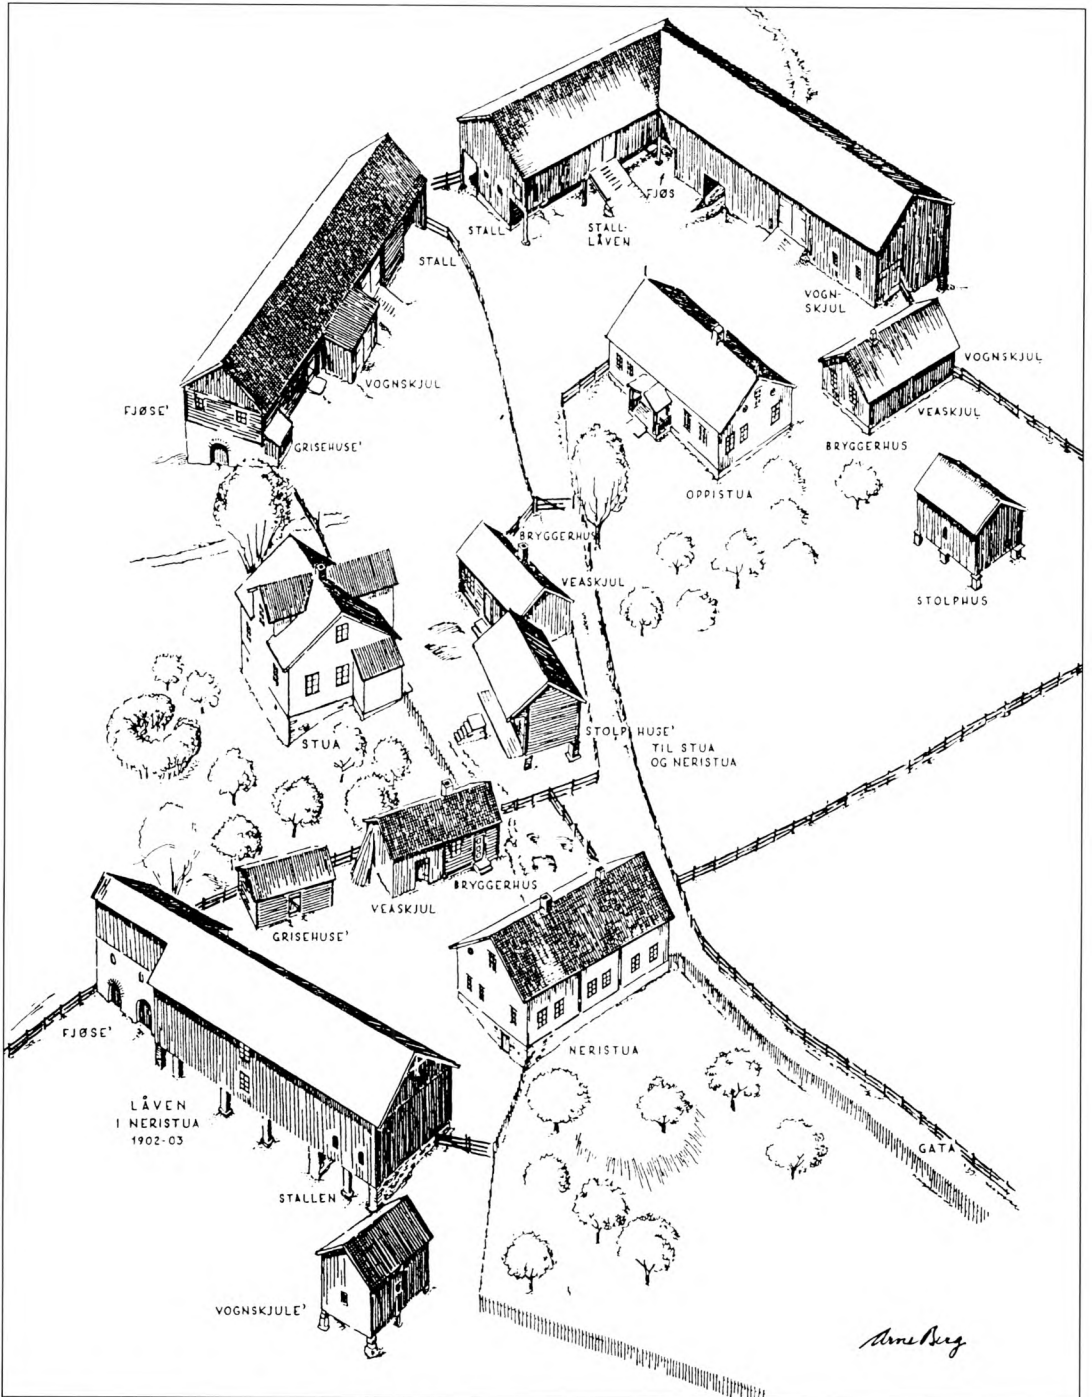 STALL
STALL-
LÅVEN
FJØS
STALL
VOGN-
SKJUL
VOGNSKJUL
VOGNSKJUL
VEASKJUL
BRYGGERHUS
FJØSE'
GRISEHUSE'
OPPISTUA
BRYGGERHUS
VEASKJUL
STOLPHUS
STUA
STOLPHUSE'
TIL STUA
OG NERISTUA
BRYGGERHUS
VEASKJUL
GRISEHUSE'
FJØSE'
NERISTUA
LÅVEN
I NERISTUA
1902-03
GATA
STALLEN
VOGNSKJULE'
Arne Berg